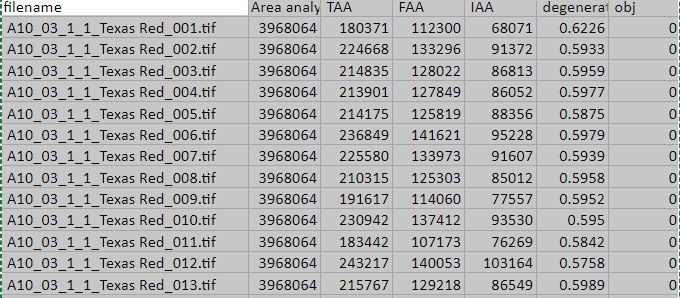 filename Area analy TAA FAA IAA degenerat obj
A10_03_1_1_Texas Red_001.tif 3968064 180371 112300 68071 0.6226 0
A10_03_1_1_Texas Red_002.tif 3968064 224668 133296 91372 0.5933 0
A10_03_1_1_Texas Red_003.tif 3968064 214835 128022 86813 0.5959 0
A10_03_1_1_Texas Red_004.tif 3968064 213901 127849 86052 0.5977 0
A10_03_1_1_Texas Red_005.tif 3968064 214175 125819 88356 0.5875 0
A10_03_1_1_Texas Red_006.tif 3968064 236849 141621 95228 0.5979 0
A10_03_1_1_Texas Red_007.tif 3968064 225580 133973 91607 0.5939 0
A10_03_1_1_Texas Red_008.tif 3968064 210315 125303 85012 0.5958 0
A10_03_1_1_Texas Red_009.tif 3968064 191617 114060 77557 0.5952 0
A10_03_1_1_Texas Red_010.tif 3968064 230942 137412 93530 0.595 0
A10_03_1_1_Texas Red_011.tif 3968064 183442 107173 76269 0.5842 0
A10_03_1_1_Texas Red_012.tif 3968064 243217 140053 103164 0.5758 0
A10_03_1_1_Texas Red_013.tif 3968064 215767 129218 86549 0.5989 0